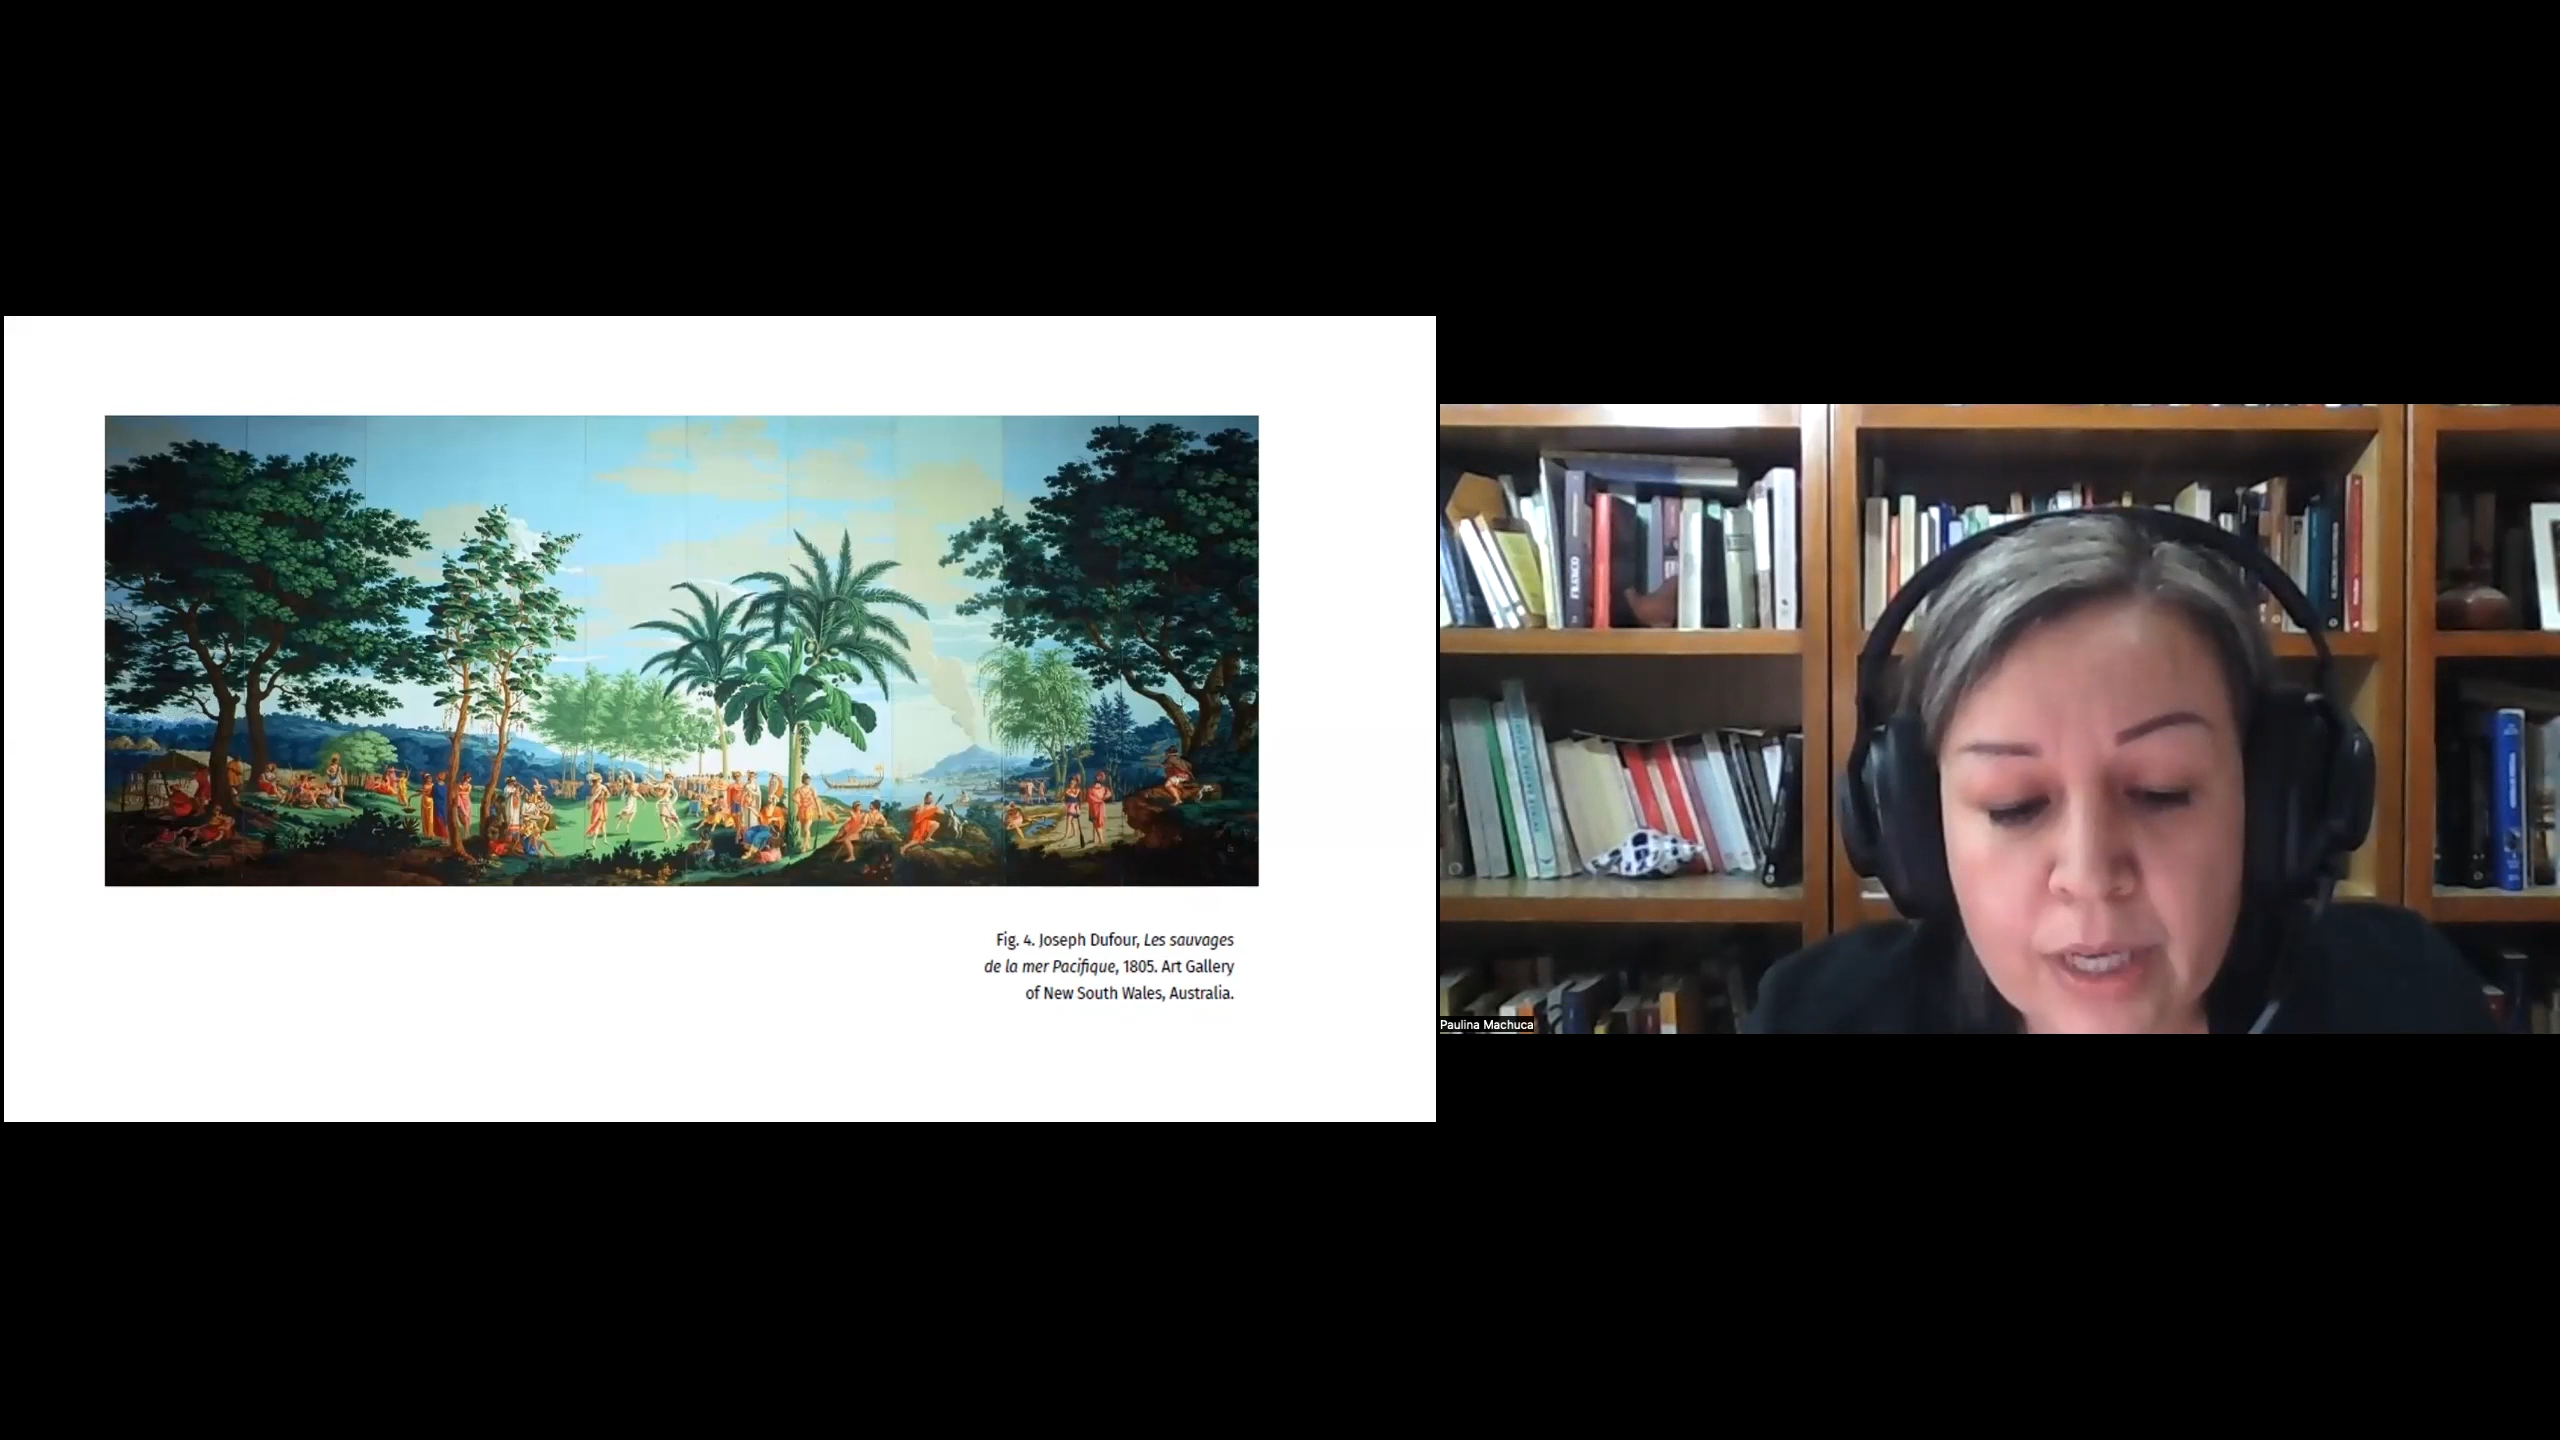 Fig. 4. Joseph Dufour, Les sauvages
de la mer Pacifique, 1805. Art Gallery
of New South Wales, Australia.
FRANCO
Paulina Machuca